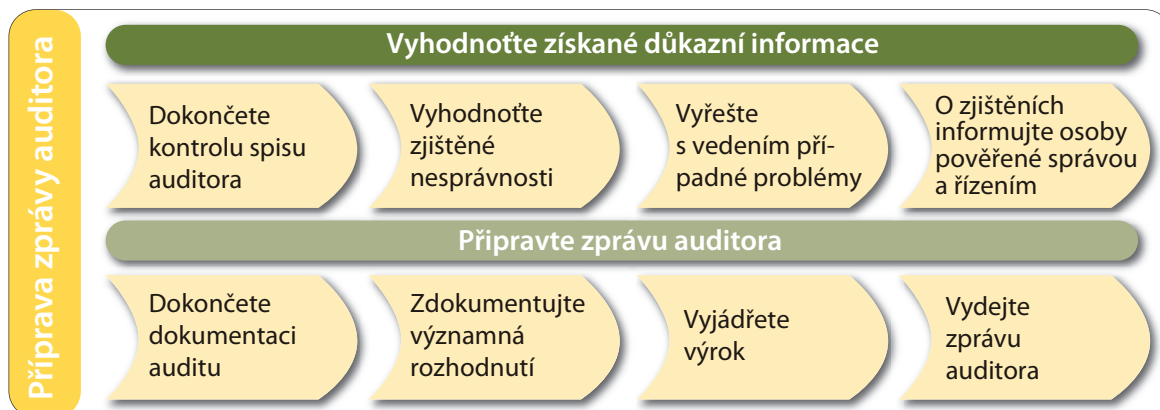 Příprava zprávy auditora
Vyhodnoťte získané důkazní informace
Dokončete
kontrolu spisu
auditora
Vyhodnoťte
zjištěné
nesprávnosti
Vyřešte
s vedením pří-
padné problémy
O zjištěních
informujte osoby
pověřené správou
a řízením
Připravte zprávu auditora
Dokončete
dokumentaci
auditu
Zdokumentujte
významná
rozhodnutí
Vyjádřete
výrok
Vydejte
zprávu
auditora